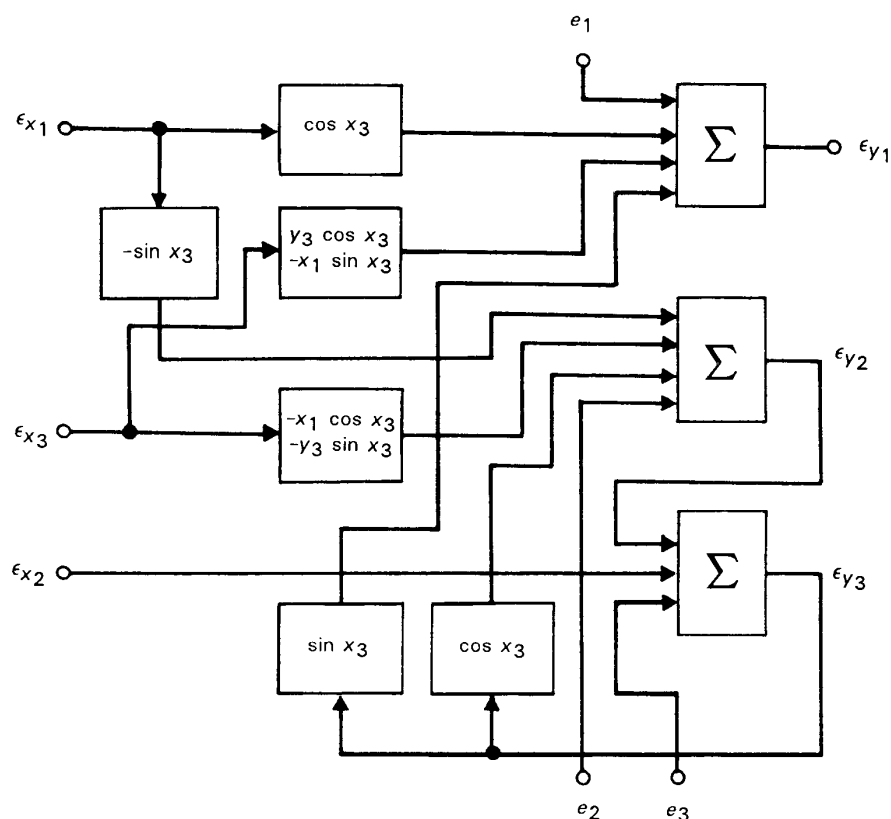 e₁
εx₁
cos x₃
Σ
εy₁
–sin x₃
y₃ cos x₃
–x₁ sin x₃
Σ
εy₂
εx₃
–x₁ cos x₃
–y₃ sin x₃
εx₂
Σ
εy₃
sin x₃
cos x₃
e₂
e₃